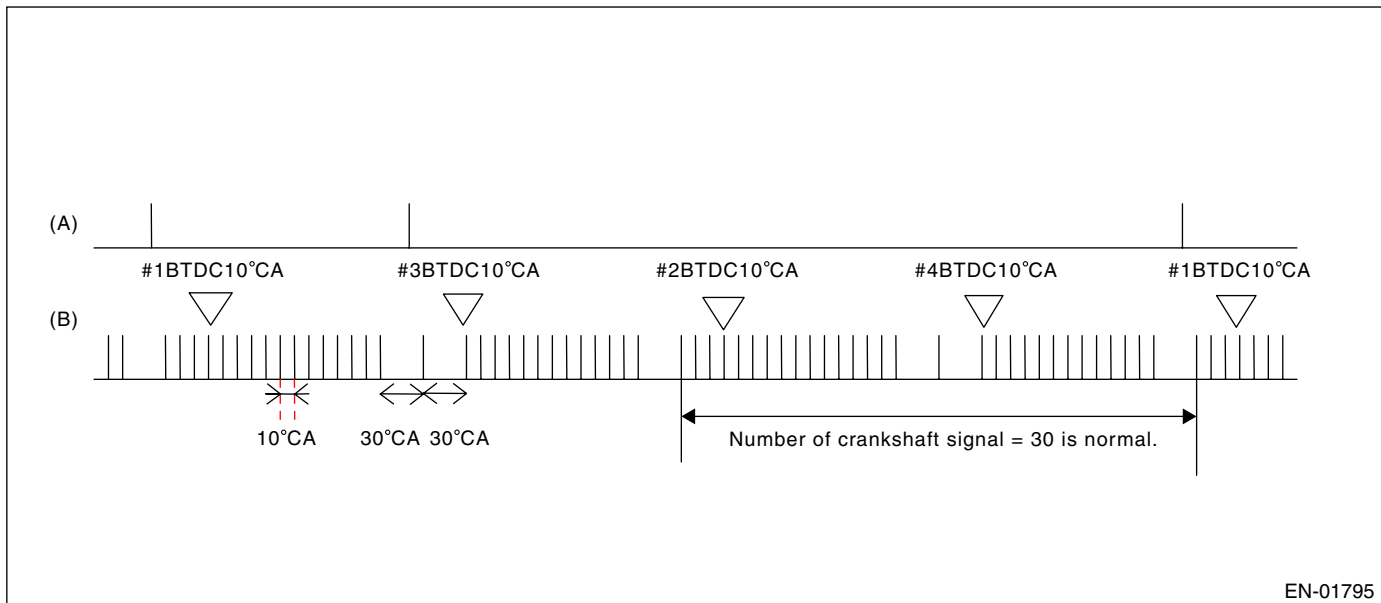 (A)
#1BTDC10°CA #3BTDC10°CA #2BTDC10°CA #4BTDC10°CA #1BTDC10°CA
(B)
10°CA 30°CA 30°CA Number of crankshaft signal = 30 is normal.
EN-01795